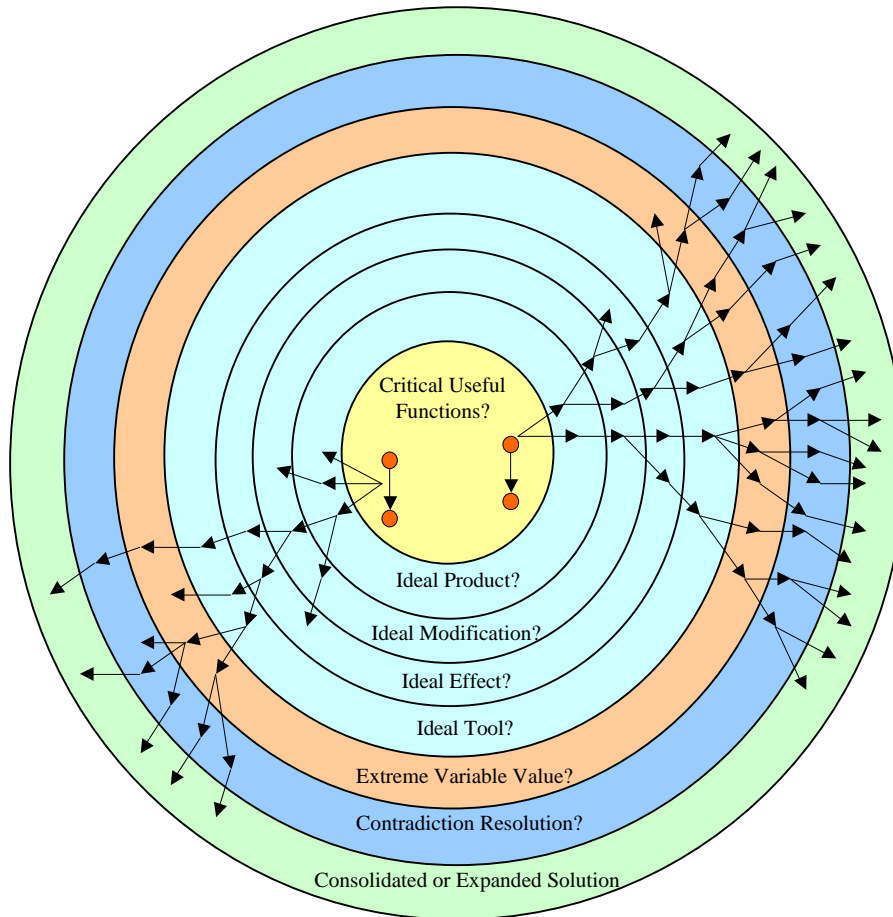 Critical Useful
Functions?
Ideal Product?
Ideal Modification?
Ideal Effect?
Ideal Tool?
Extreme Variable Value?
Contradiction Resolution?
Consolidated or Expanded Solution